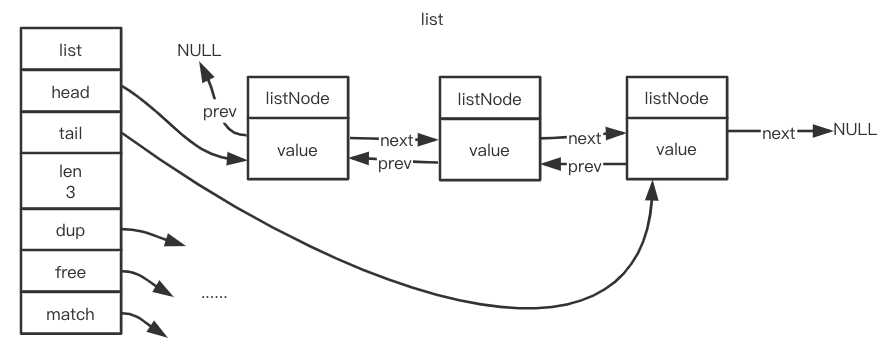 list
list
head
tail
len
3
dup
free
match
NULL
prev
listNode
value
next
prev
listNode
value
next
prev
listNode
value
next
NULL
......